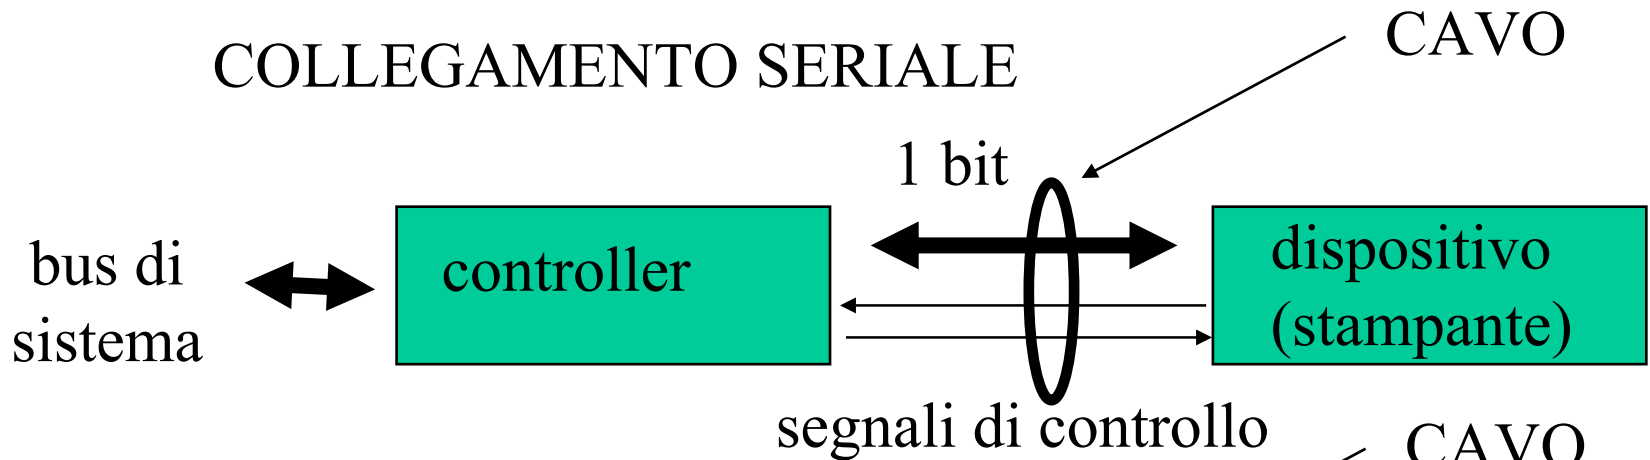 CAVO
COLLEGAMENTO SERIALE
1 bit
bus di
sistema
controller
dispositivo
(stampante)
segnali di controllo
CAVO